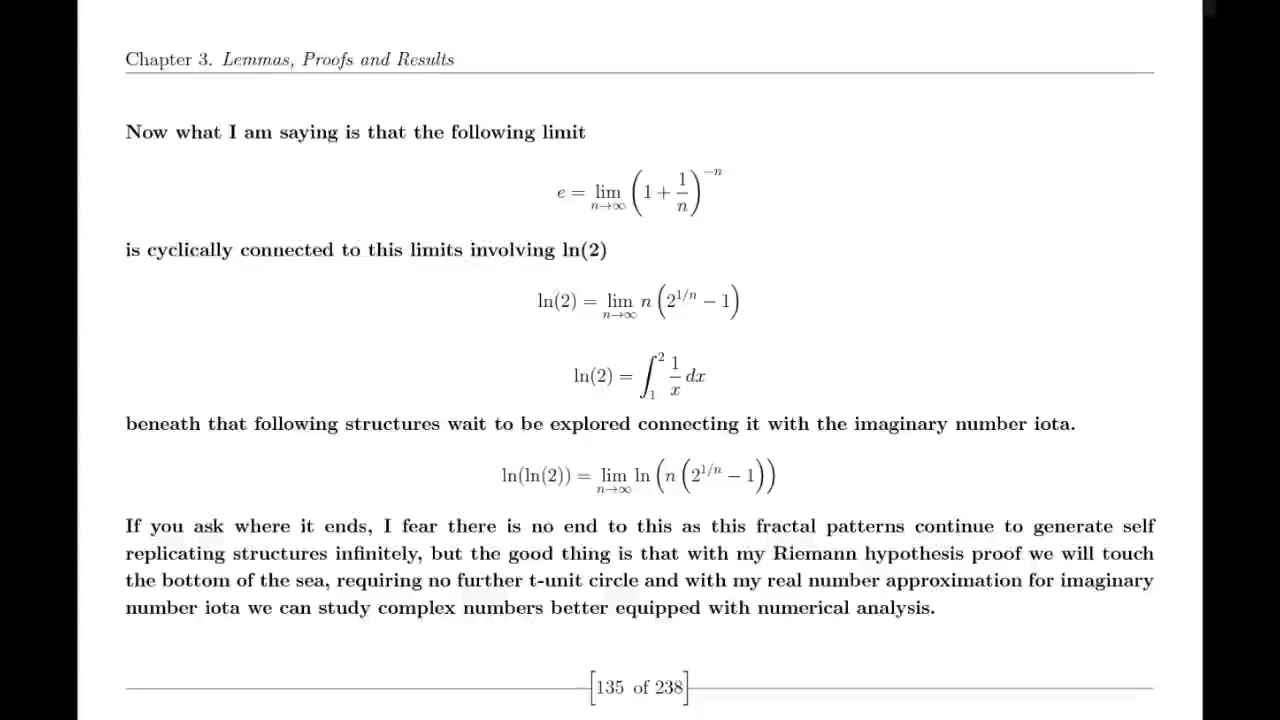 Chapter 3. Lemmas, Proofs and Results
Now what I am saying is that the following limit
e = lim n→∞ (1 + 1/n)^−n
is cyclically connected to this limits involving ln(2)
ln(2) = lim n→∞ n (2^1/n − 1)
ln(2) = ∫₁² 1/x dx
beneath that following structures wait to be explored connecting it with the imaginary number iota.
ln(ln(2)) = lim n→∞ ln (n (2^1/n − 1))
If you ask where it ends, I fear there is no end to this as this fractal patterns continue to generate self
replicating structures infinitely, but the good thing is that with my Riemann hypothesis proof we will touch
the bottom of the sea, requiring no further t-unit circle and with my real number approximation for imaginary
number iota we can study complex numbers better equipped with numerical analysis.
[135 of 238]